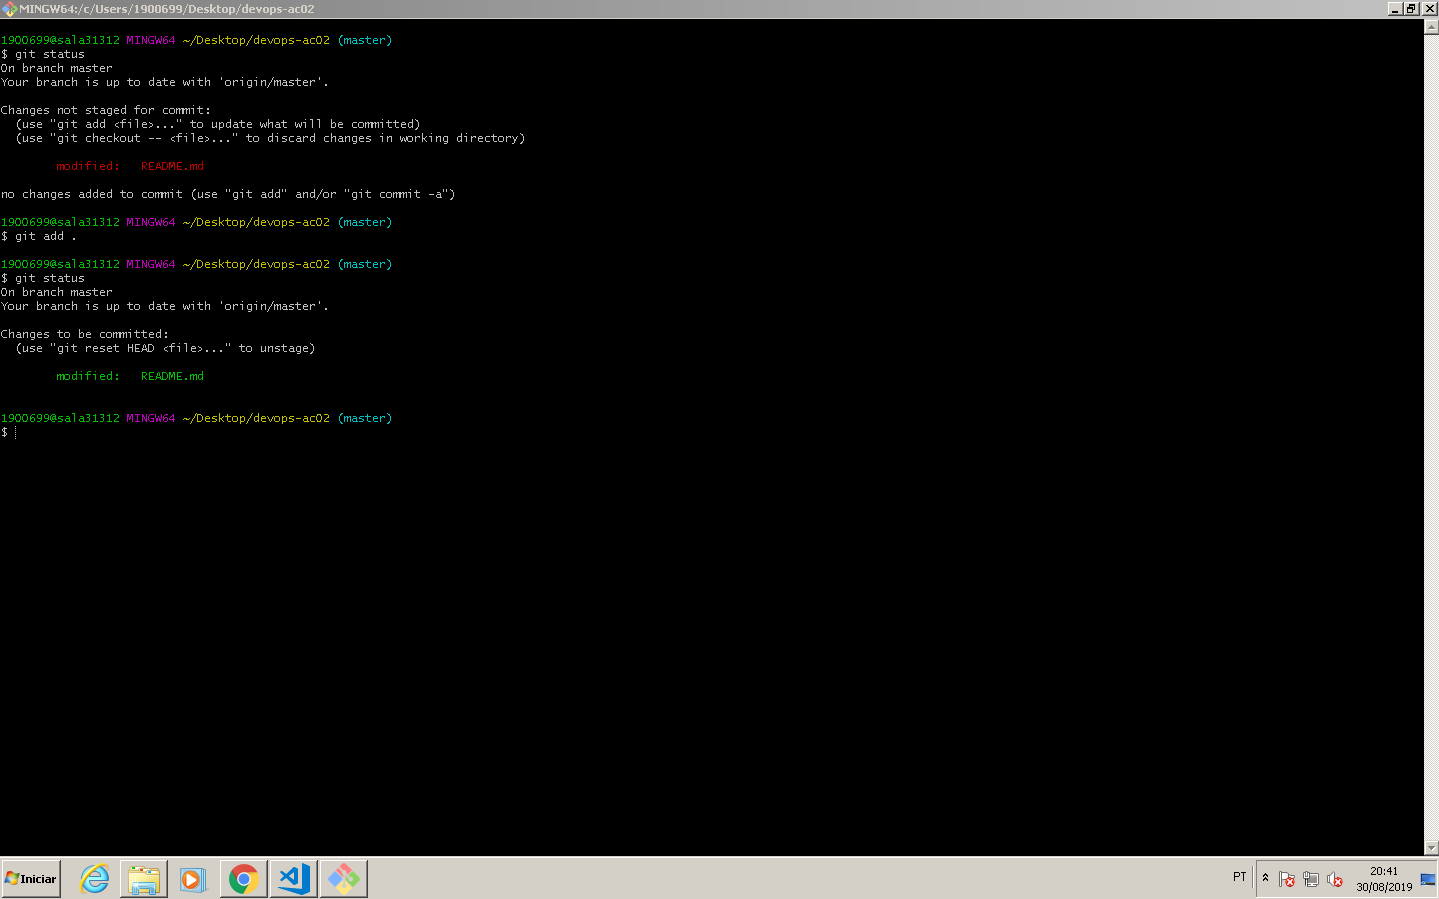 MINGW64:/c/Users/1900699/Desktop/devops-ac02
1900699@sala31312 MINGW64 ~/Desktop/devops-ac02 (master)
$ git status
On branch master
Your branch is up to date with 'origin/master'.
Changes not staged for commit:
(use "git add <file>..." to update what will be committed)
(use "git checkout -- <file>..." to discard changes in working directory)
modified: README.md
no changes added to commit (use "git add" and/or "git commit -a")
1900699@sala31312 MINGW64 ~/Desktop/devops-ac02 (master)
$ git add .
1900699@sala31312 MINGW64 ~/Desktop/devops-ac02 (master)
$ git status
On branch master
Your branch is up to date with 'origin/master'.
Changes to be committed:
(use "git reset HEAD <file>..." to unstage)
modified: README.md
1900699@sala31312 MINGW64 ~/Desktop/devops-ac02 (master)
$
Iniciar
PT
20:41
30/08/2019